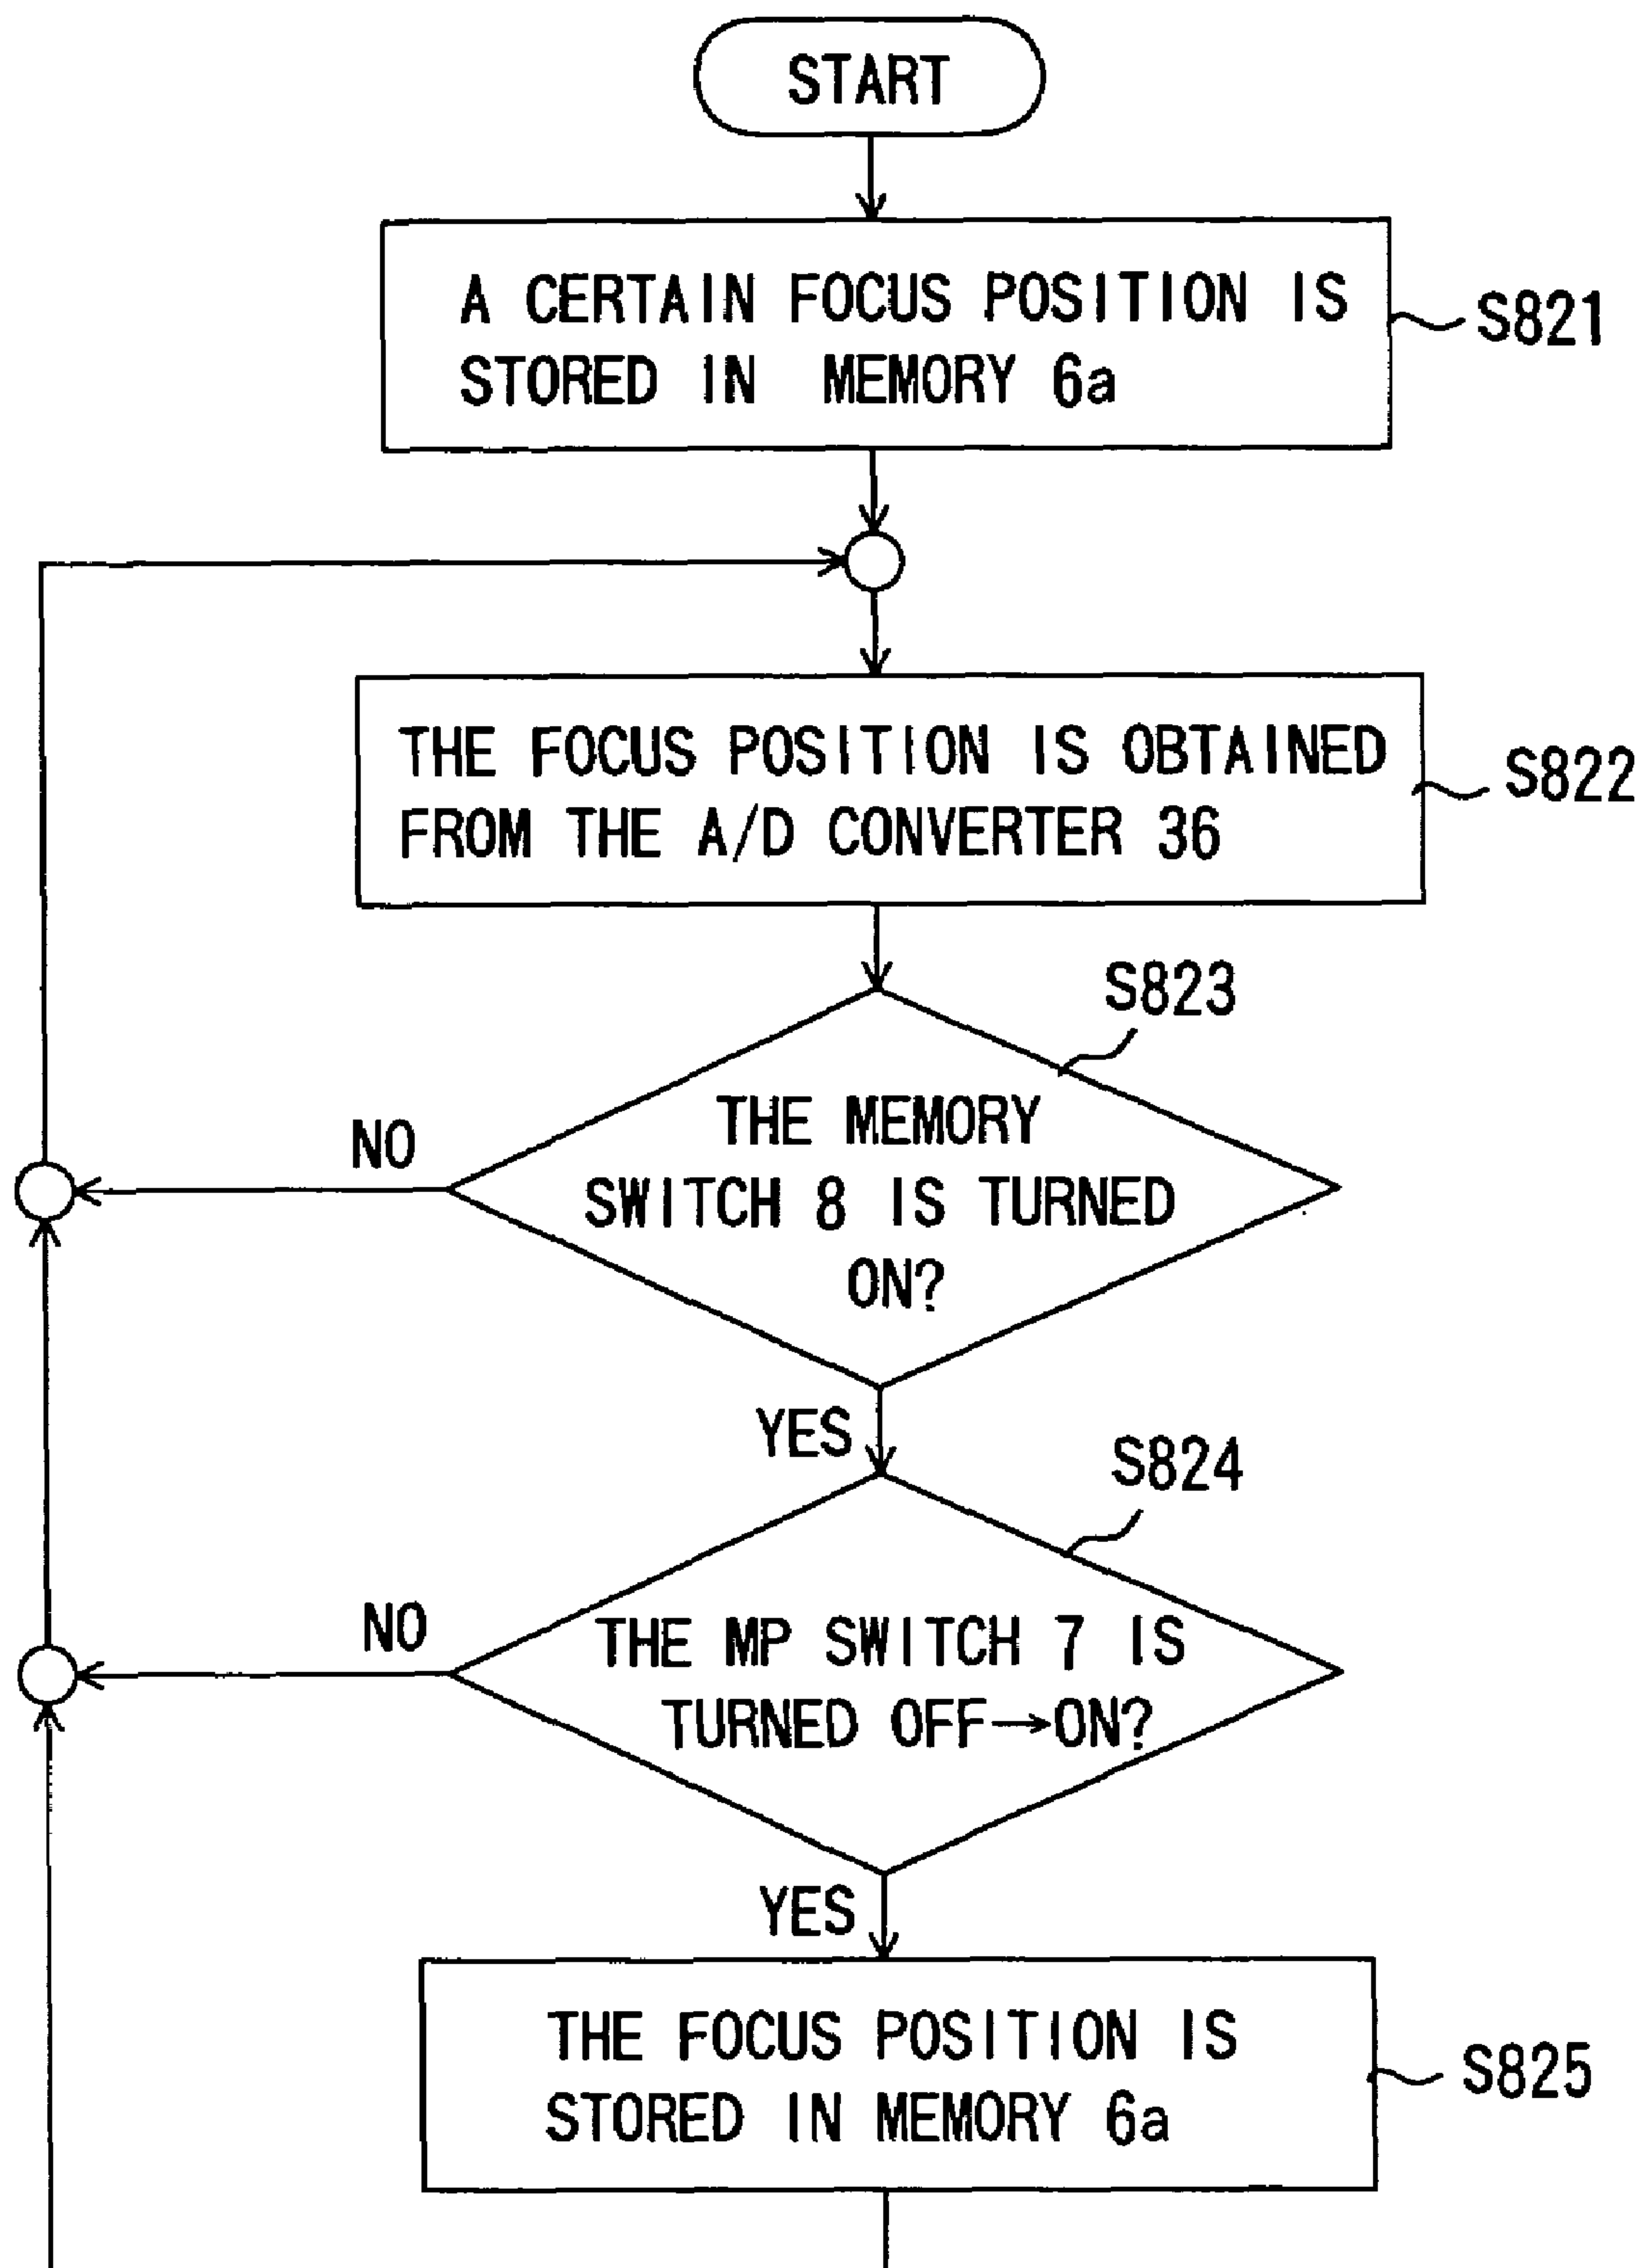 START
A CERTAIN FOCUS POSITION IS
STORED IN MEMORY 6a
S821
THE FOCUS POSITION IS OBTAINED
FROM THE A/D CONVERTER 36
S822
S823
THE MEMORY
SWITCH 8 IS TURNED
ON?
NO
YES
S824
THE MP SWITCH 7 IS
TURNED OFF→ON?
NO
YES
THE FOCUS POSITION IS
STORED IN MEMORY 6a
S825